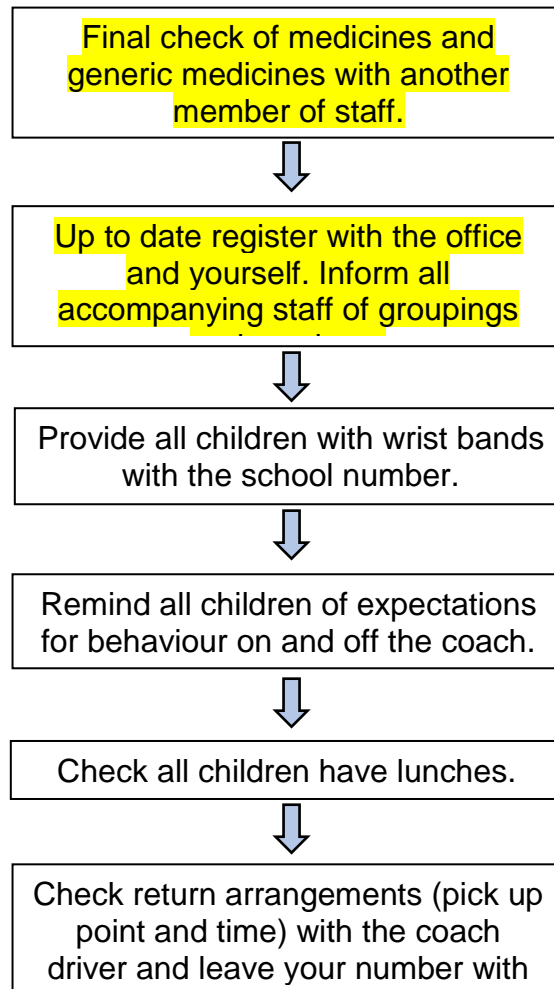 Final check of medicines and
generic medicines with another
member of staff.
Up to date register with the office
and yourself. Inform all
accompanying staff of groupings
Provide all children with wrist bands
with the school number.
Remind all children of expectations
for behaviour on and off the coach.
Check all children have lunches.
Check return arrangements (pick up
point and time) with the coach
driver and leave your number with